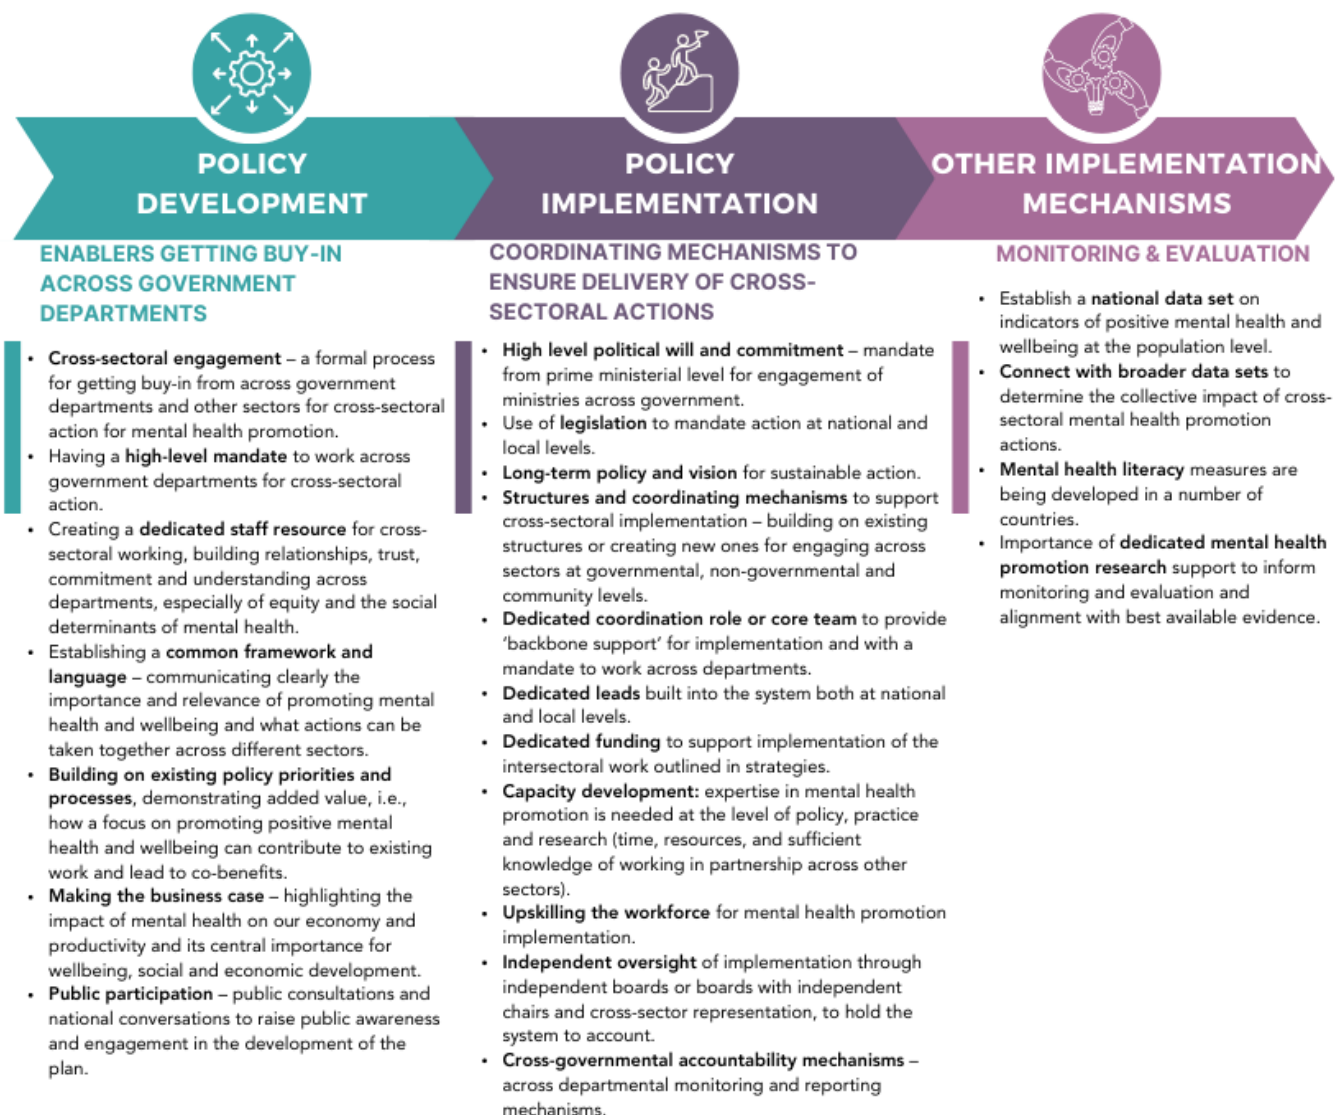 POLICY
DEVELOPMENT
ENABLERS GETTING BUY-IN
ACROSS GOVERNMENT
DEPARTMENTS
• Cross-sectoral engagement – a formal process
for getting buy-in from across government
departments and other sectors for cross-sectoral
action for mental health promotion.
• Having a high-level mandate to work across
government departments for cross-sectoral
action.
• Creating a dedicated staff resource for cross-
sectoral working, building relationships, trust,
commitment and understanding across
departments, especially of equity and the social
determinants of mental health.
• Establishing a common framework and
language – communicating clearly the
importance and relevance of promoting mental
health and wellbeing and what actions can be
taken together across different sectors.
• Building on existing policy priorities and
processes, demonstrating added value, i.e.,
how a focus on promoting positive mental
health and wellbeing can contribute to existing
work and lead to co-benefits.
• Making the business case – highlighting the
impact of mental health on our economy and
productivity and its central importance for
wellbeing, social and economic development.
• Public participation – public consultations and
national conversations to raise public awareness
and engagement in the development of the
plan.
POLICY
IMPLEMENTATION
COORDINATING MECHANISMS TO
ENSURE DELIVERY OF CROSS-
SECTORAL ACTIONS
• High level political will and commitment – mandate
from prime ministerial level for engagement of
ministries across government.
• Use of legislation to mandate action at national and
local levels.
• Long-term policy and vision for sustainable action.
• Structures and coordinating mechanisms to support
cross-sectoral implementation – building on existing
structures or creating new ones for engaging across
sectors at governmental, non-governmental and
community levels.
• Dedicated coordination role or core team to provide
‘backbone support’ for implementation and with a
mandate to work across departments.
• Dedicated leads built into the system both at national
and local levels.
• Dedicated funding to support implementation of the
intersectoral work outlined in strategies.
• Capacity development: expertise in mental health
promotion is needed at the level of policy, practice
and research (time, resources, and sufficient
knowledge of working in partnership across other
sectors).
• Upskilling the workforce for mental health promotion
implementation.
• Independent oversight of implementation through
independent boards or boards with independent
chairs and cross-sector representation, to hold the
system to account.
• Cross-governmental accountability mechanisms –
across departmental monitoring and reporting
mechanisms.
OTHER IMPLEMENTATION
MECHANISMS
MONITORING & EVALUATION
• Establish a national data set on
indicators of positive mental health and
wellbeing at the population level.
• Connect with broader data sets to
determine the collective impact of cross-
sectoral mental health promotion
actions.
• Mental health literacy measures are
being developed in a number of
countries.
• Importance of dedicated mental health
promotion research support to inform
monitoring and evaluation and
alignment with best available evidence.